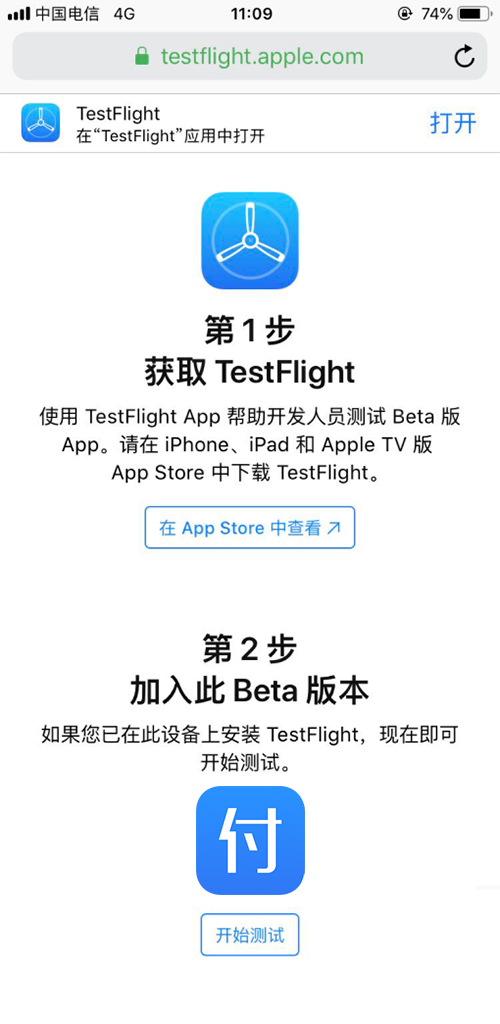 中国电信 4G 11:09 74%
testflight.apple.com
TestFlight
在“TestFlight”应用中打开
打开
第 1 步
获取 TestFlight
使用 TestFlight App 帮助开发人员测试 Beta 版
App。请在 iPhone、iPad 和 Apple TV 版
App Store 中下载 TestFlight。
在 App Store 中查看
第 2 步
加入此 Beta 版本
如果您已在此设备上安装 TestFlight，现在即可
开始测试。
付
开始测试